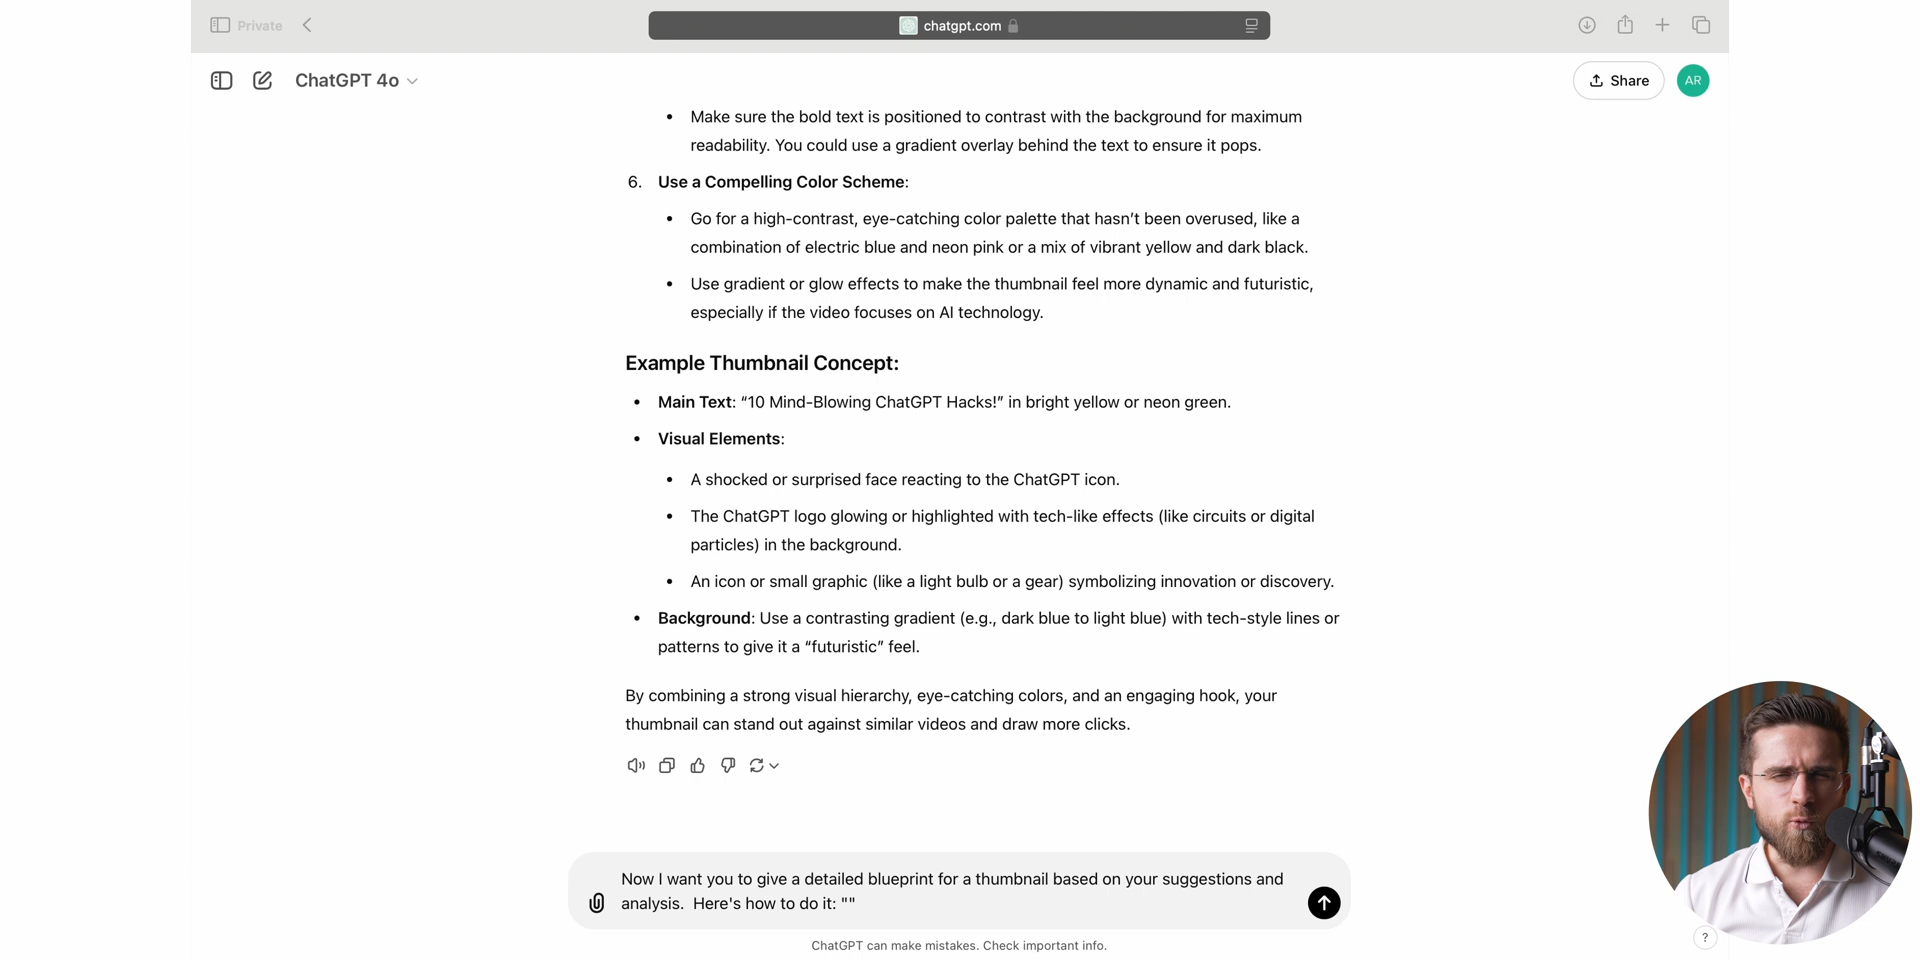 Private
chatgpt.com
ChatGPT 4o
Share
AR
• Make sure the bold text is positioned to contrast with the background for maximum
readability. You could use a gradient overlay behind the text to ensure it pops.
6. Use a Compelling Color Scheme:
• Go for a high-contrast, eye-catching color palette that hasn’t been overused, like a
combination of electric blue and neon pink or a mix of vibrant yellow and dark black.
• Use gradient or glow effects to make the thumbnail feel more dynamic and futuristic,
especially if the video focuses on AI technology.
Example Thumbnail Concept:
• Main Text: “10 Mind-Blowing ChatGPT Hacks!” in bright yellow or neon green.
• Visual Elements:
• A shocked or surprised face reacting to the ChatGPT icon.
• The ChatGPT logo glowing or highlighted with tech-like effects (like circuits or digital
particles) in the background.
• An icon or small graphic (like a light bulb or a gear) symbolizing innovation or discovery.
• Background: Use a contrasting gradient (e.g., dark blue to light blue) with tech-style lines or
patterns to give it a “futuristic” feel.
By combining a strong visual hierarchy, eye-catching colors, and an engaging hook, your
thumbnail can stand out against similar videos and draw more clicks.
Now I want you to give a detailed blueprint for a thumbnail based on your suggestions and
analysis.  Here's how to do it: ""
ChatGPT can make mistakes. Check important info.
?